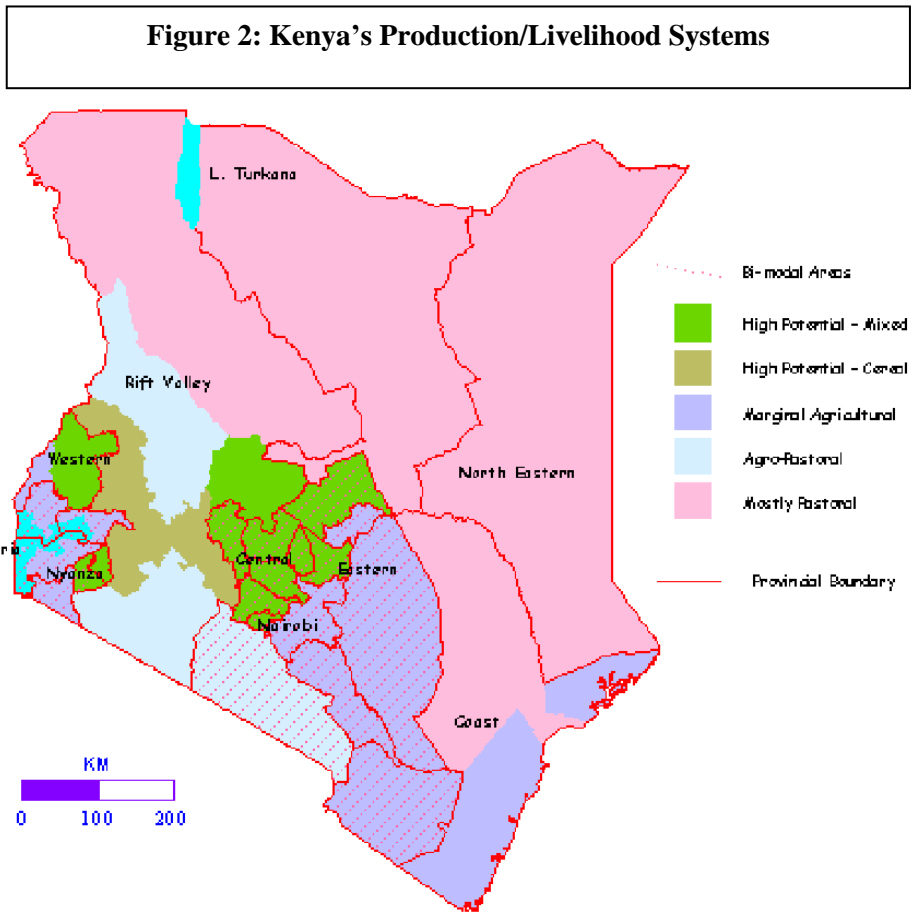 Figure 2: Kenya's Production/Livelihood Systems
L. Turkana
Bi-modal Areas
High Potential - Mixed
High Potential - Cereal
Rift Valley
Marginal Agricultural
Western
Agro-Pastoral
North Eastern
Mostly Pastoral
ria
Central
Eastern
Nyanza
Provincial Boundary
Nairobi
Coast
KM
0 100 200